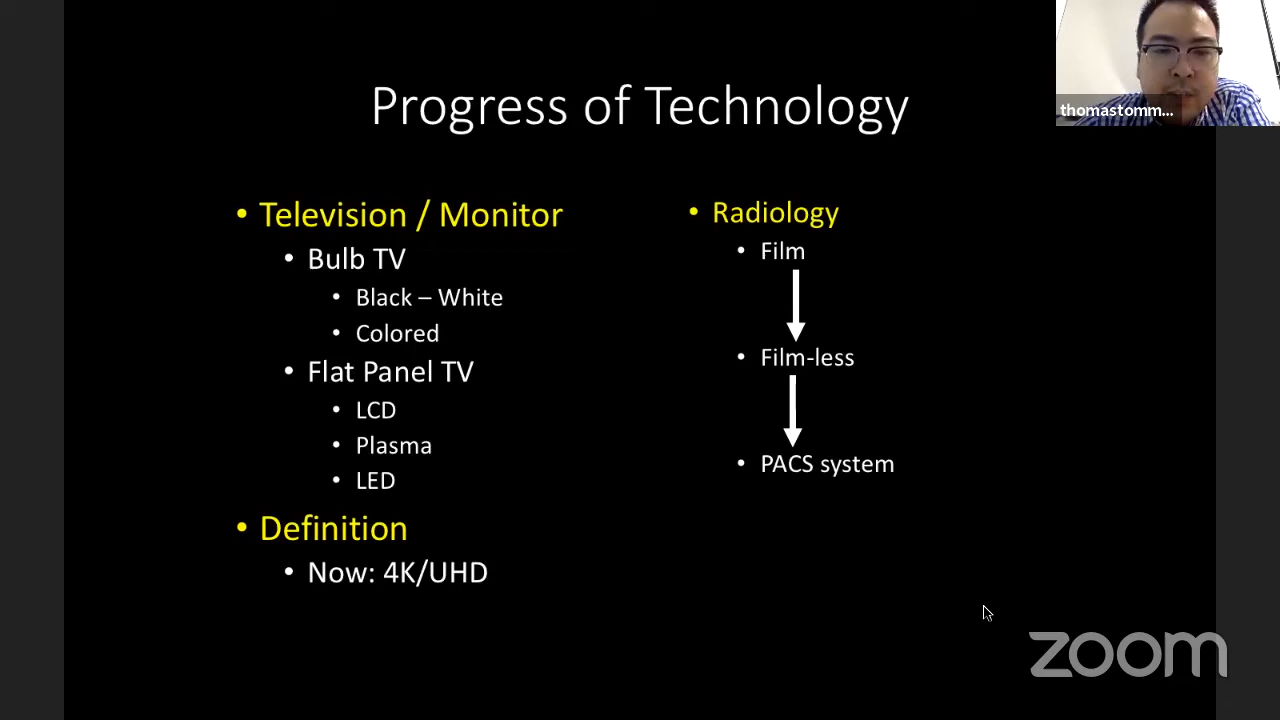 Progress of Technology
thomastomm...
• Television / Monitor
• Bulb TV
• Black – White
• Colored
• Flat Panel TV
• LCD
• Plasma
• LED
• Definition
• Now: 4K/UHD
• Radiology
• Film
• Film-less
• PACS system
zoom